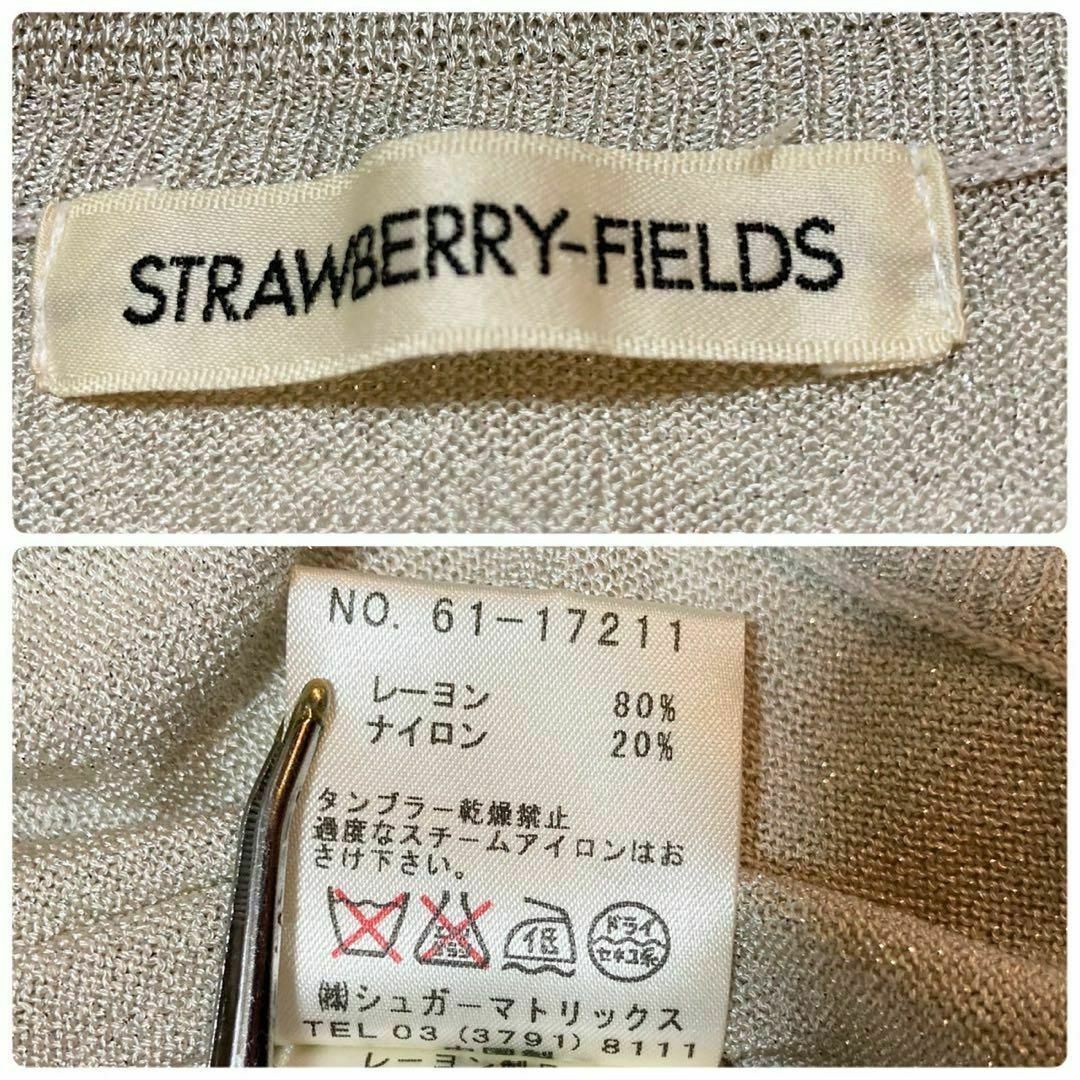 STRAWBERRY-FIELDS
NO. 61-17211
レーヨン 80%
ナイロン 20%
タンブラー乾燥禁止
過度なスチームアイロンはお
さけ下さい。
低 ドライ
セキユ系
㈱シュガーマトリックス
TEL 03 (3791) 8111